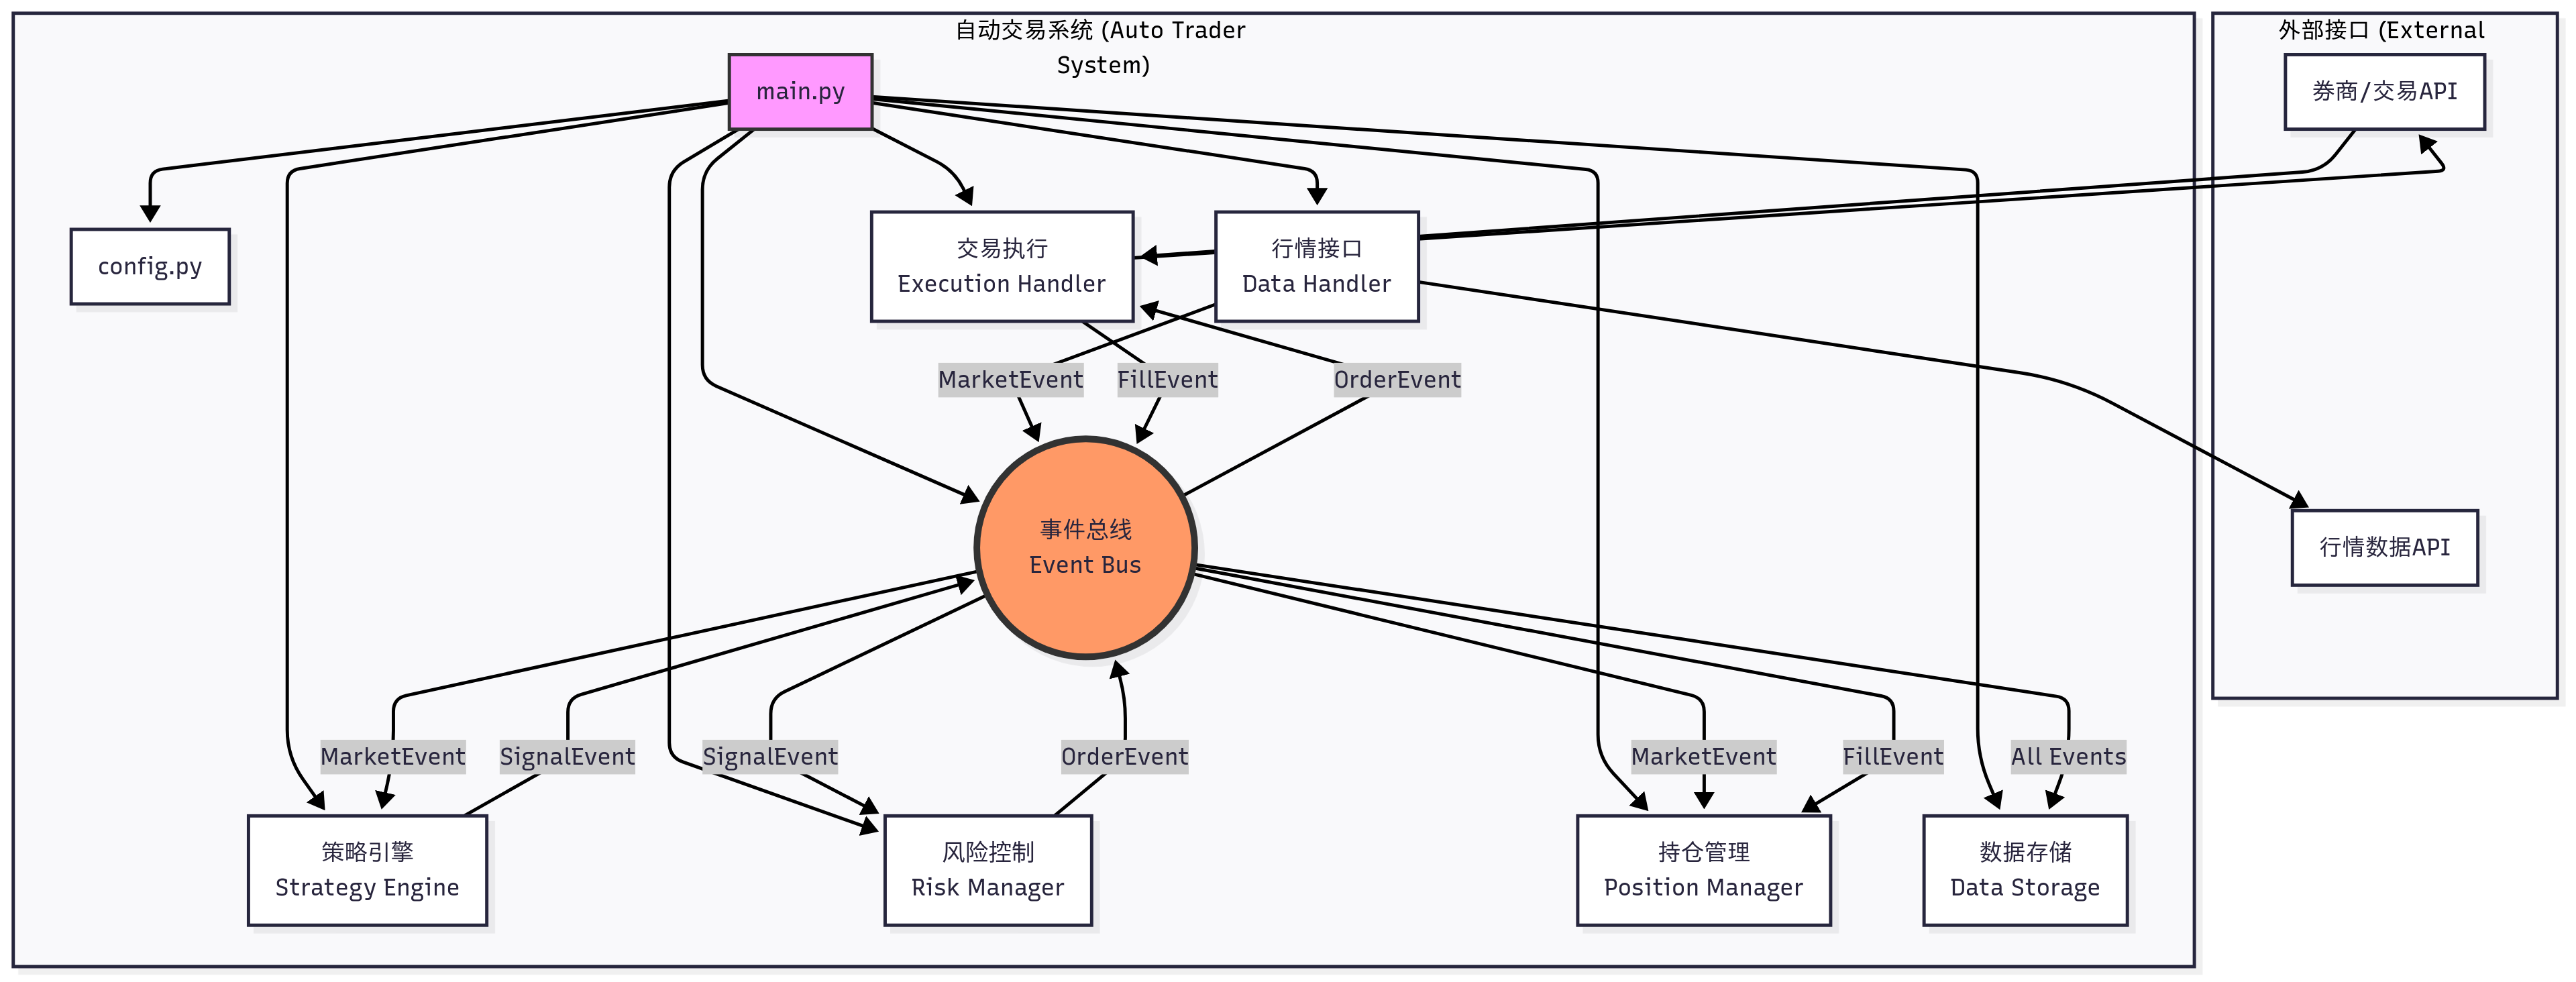 自动交易系统 (Auto Trader
System)
外部接口 (External
main.py
券商/交易API
config.py
交易执行
Execution Handler
行情接口
Data Handler
MarketEvent
FillEvent
OrderEvent
事件总线
Event Bus
行情数据API
MarketEvent
SignalEvent
SignalEvent
OrderEvent
MarketEvent
FillEvent
All Events
策略引擎
Strategy Engine
风险控制
Risk Manager
持仓管理
Position Manager
数据存储
Data Storage